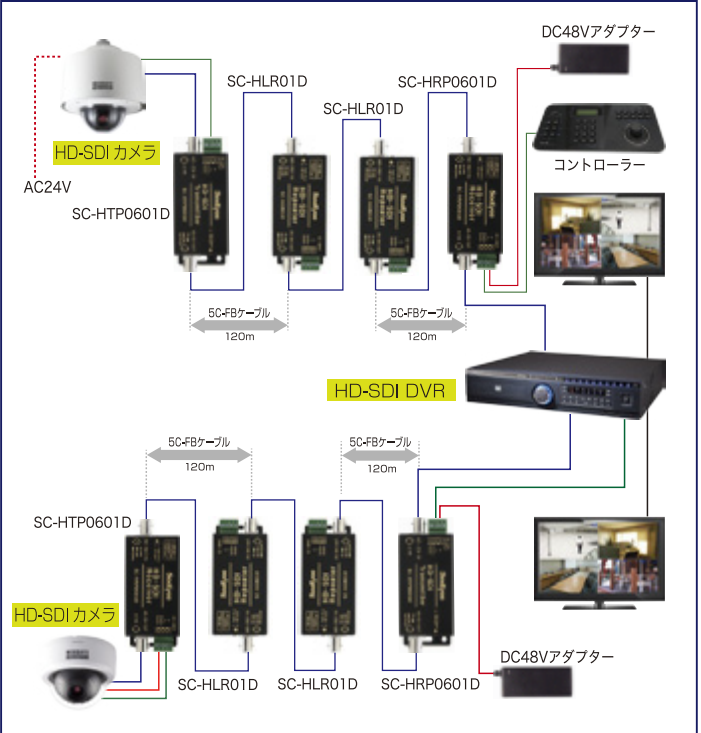 DC48Vアダプター
SC-HLR01D
SC-HRP0601D
SC-HLR01D
HD-SDI カメラ
コントローラー
AC24V
SC-HTP0601D
5C-FBケーブル
120m
5C-FBケーブル
120m
HD-SDI DVR
5C-FBケーブル
120m
5C-FBケーブル
120m
SC-HTP0601D
HD-SDI カメラ
DC48Vアダプター
SC-HLR01D
SC-HLR01D
SC-HRP0601D